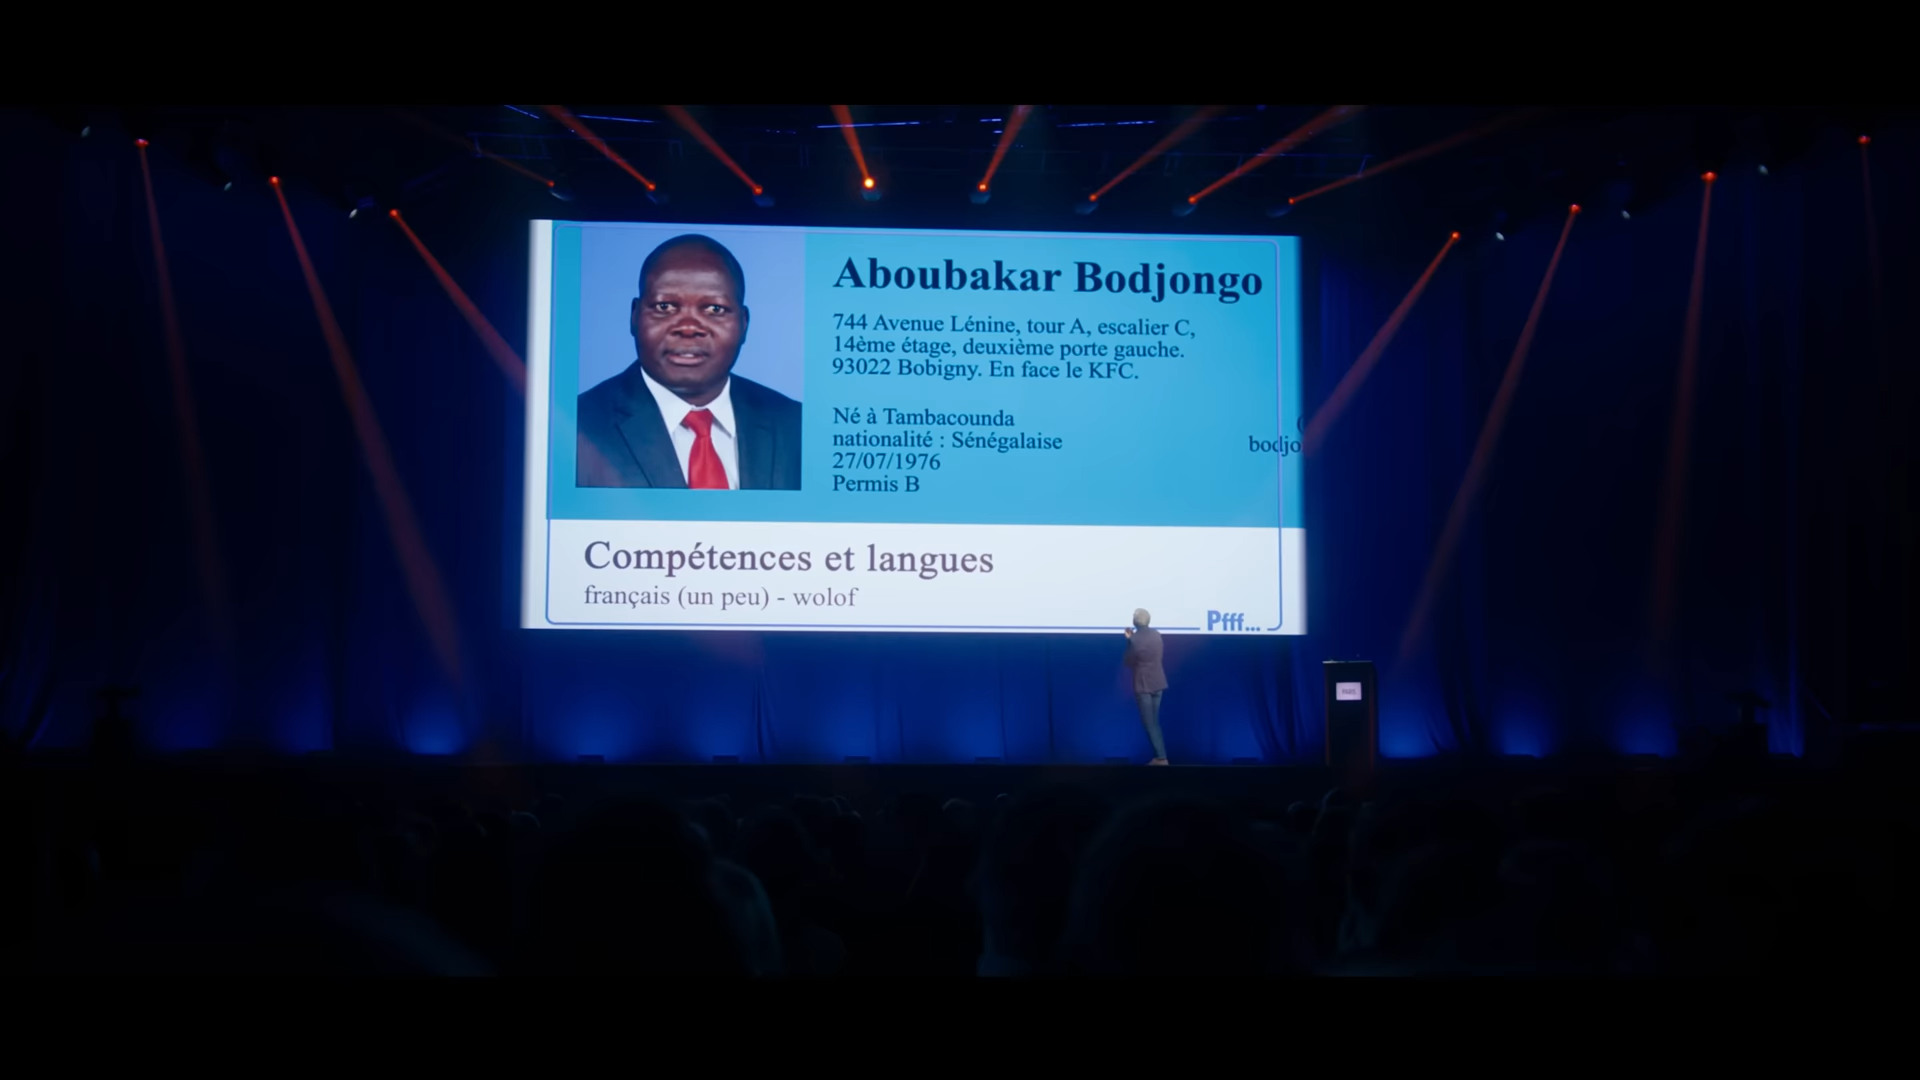 Aboubakar Bodjongo
744 Avenue Lénine, tour A, escalier C,
14ème étage, deuxième porte gauche.
93022 Bobigny. En face le KFC.
Né à Tambacounda
nationalité : Sénégalaise
27/07/1976
Permis B
bodjo
Compétences et langues
français (un peu) - wolof
Pfff...